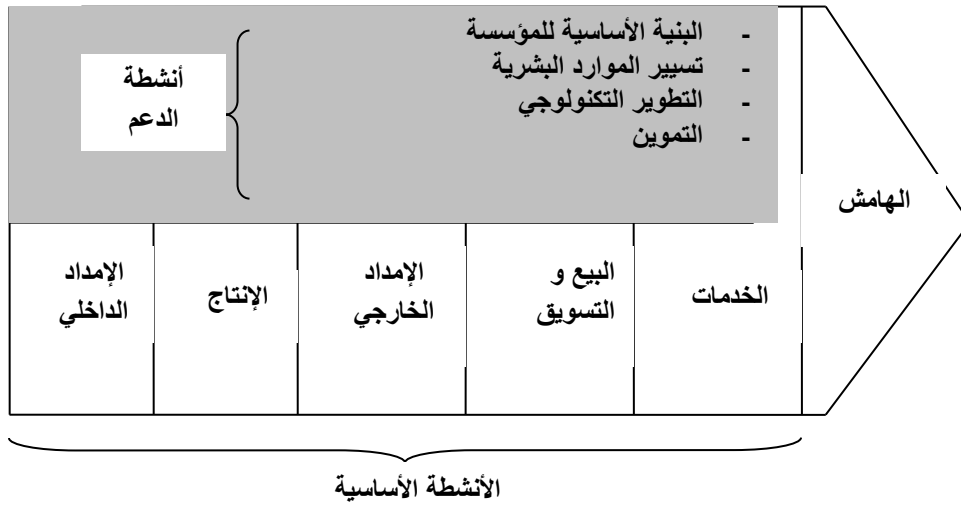 - البنية الأساسية للمؤسسة
- تسيير الموارد البشرية
- التطوير التكنولوجي
- التموين
أنشطة
الدعم
الهامش
الإمداد
الداخلي
الإنتاج
الإمداد
الخارجي
البيع و
التسويق
الخدمات
الأنشطة الأساسية